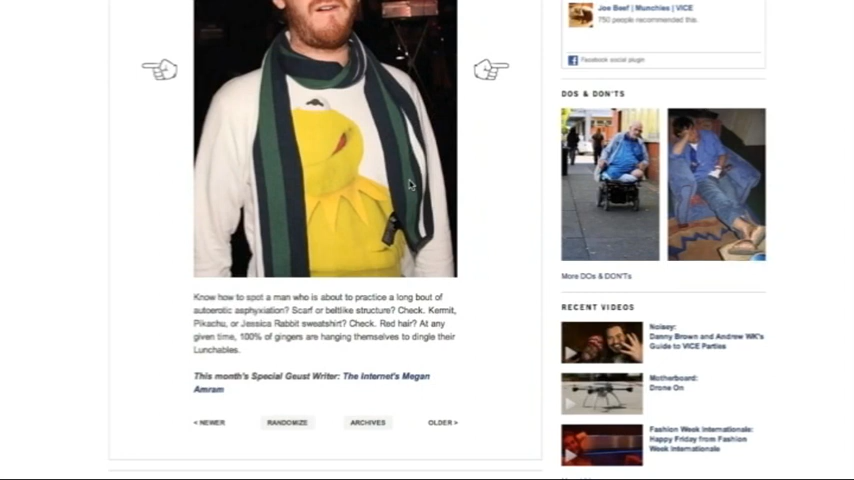 Joe Beef | Munchies | VICE
750 people recommended this.
Facebook social plugin
DOS & DON'TS
More DOs & DON'Ts
RECENT VIDEOS
Noisey:
Danny Brown and Andrew WK's
Guide to VICE Parties
Motherboard:
Drone On
Fashion Week Internationale:
Happy Friday from Fashion
Week Internationale
Know how to spot a man who is about to practice a long bout of
autoerotic asphyxiation? Scarf or beltlike structure? Check. Kermit,
Pikachu, or Jessica Rabbit sweatshirt? Check. Red hair? At any
given time, 100% of gingers are hanging themselves to dingle their
Lunchables.
This month's Special Geust Writer: The Internet's Megan
Amram
< NEWER
RANDOMIZE
ARCHIVES
OLDER >